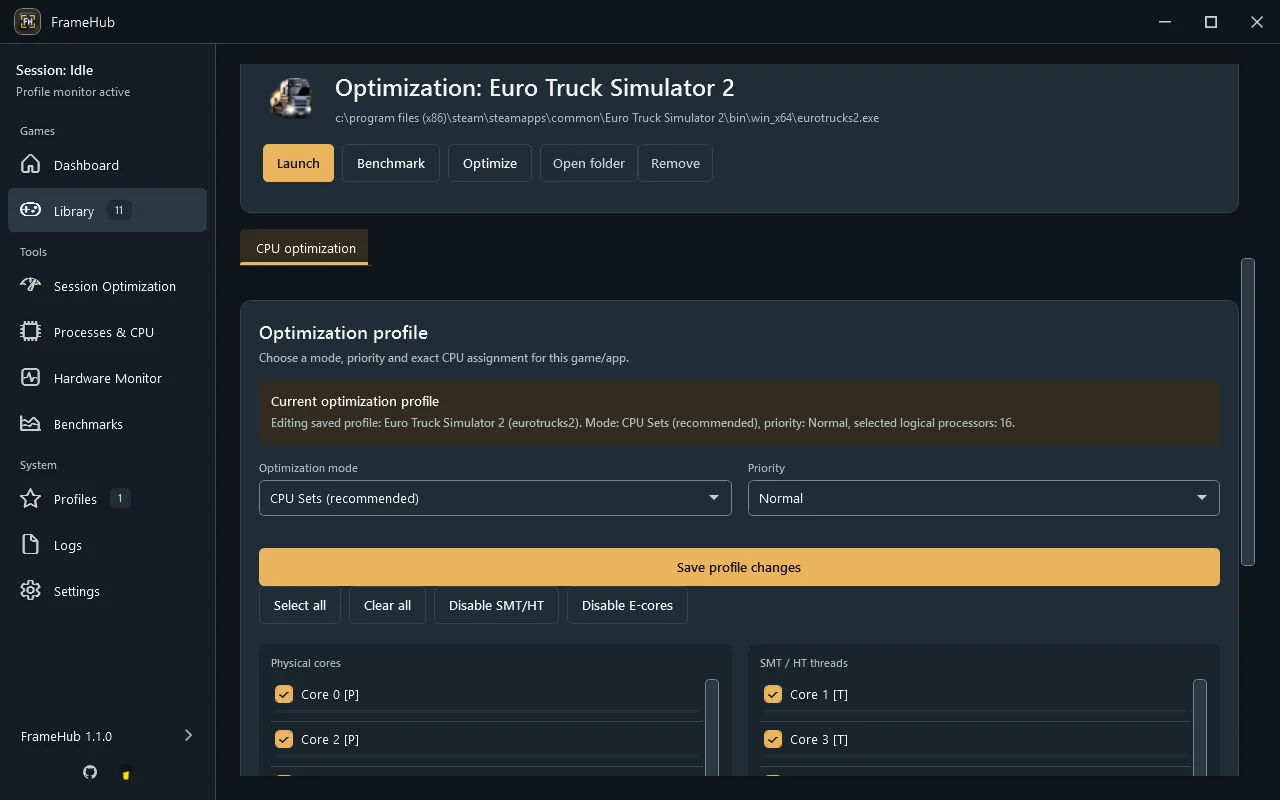 FrameHub
Session: Idle
Profile monitor active
Games
Dashboard
Library 11
Tools
Session Optimization
Processes & CPU
Hardware Monitor
Benchmarks
System
Profiles 1
Logs
Settings
FrameHub 1.1.0
Optimization: Euro Truck Simulator 2
c:\program files (x86)\steam\steamapps\common\Euro Truck Simulator 2\bin\win_x64\eurotrucks2.exe
Launch Benchmark Optimize Open folder Remove
CPU optimization
Optimization profile
Choose a mode, priority and exact CPU assignment for this game/app.
Current optimization profile
Editing saved profile: Euro Truck Simulator 2 (eurotrucks2). Mode: CPU Sets (recommended), priority: Normal, selected logical processors: 16.
Optimization mode Priority
CPU Sets (recommended) Normal
Save profile changes
Select all Clear all Disable SMT/HT Disable E-cores
Physical cores SMT / HT threads
Core 0 [P] Core 1 [T]
Core 2 [P] Core 3 [T]